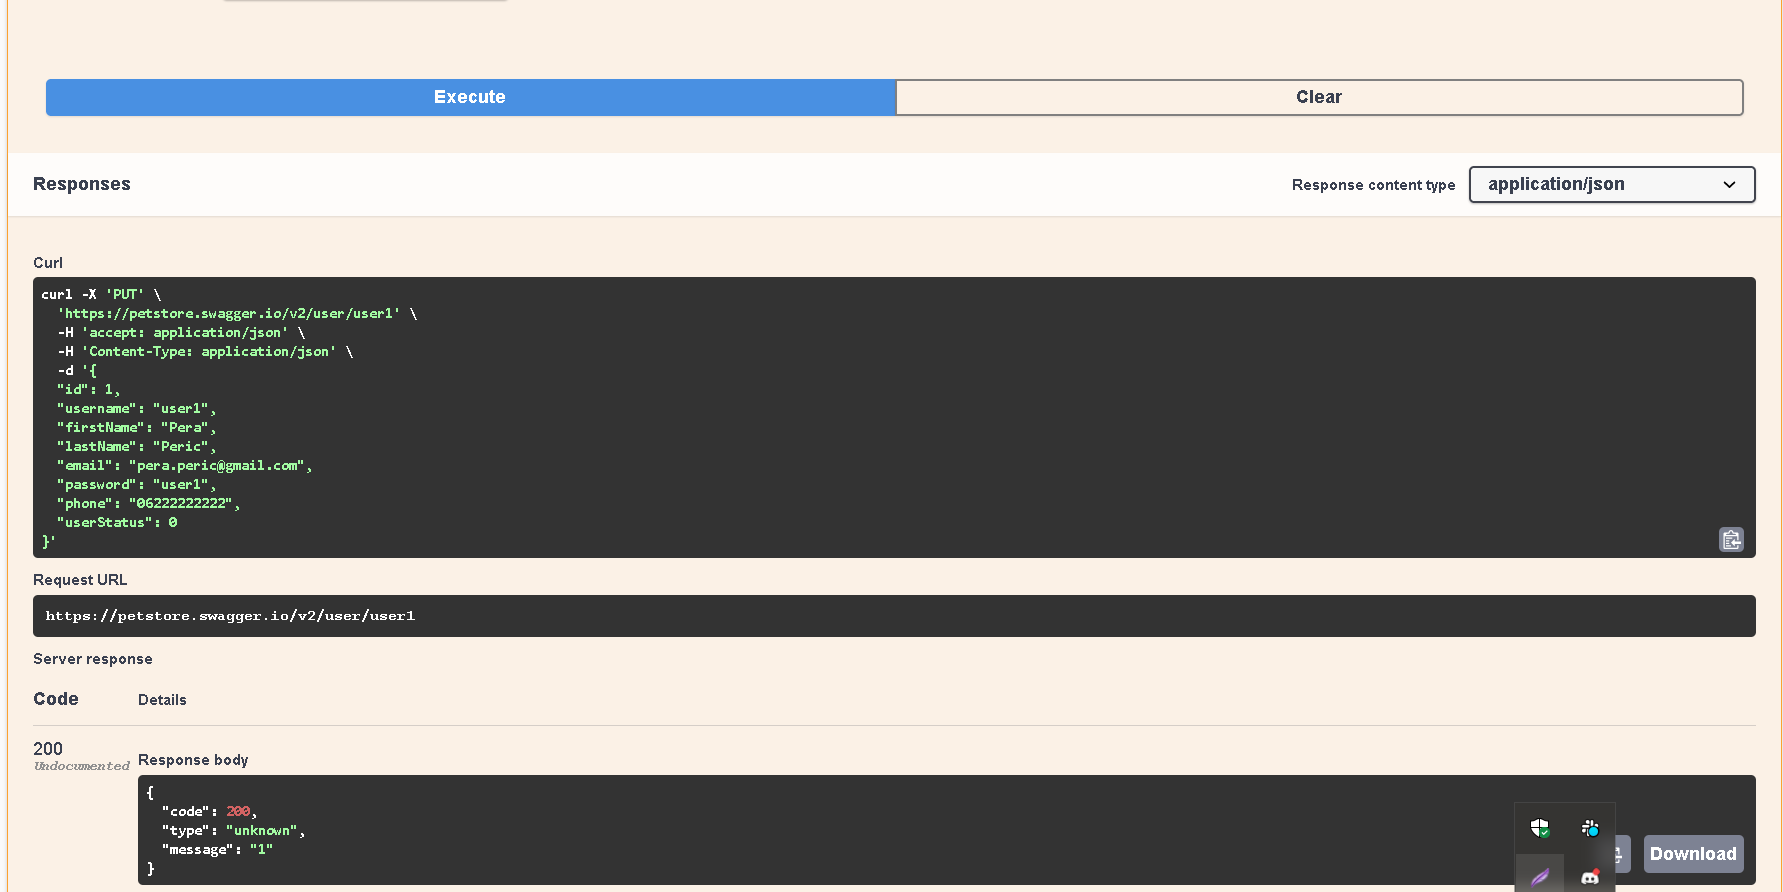 Execute
Clear
Responses
Response content type
application/json
Curl
curl -X 'PUT' \
  'https://petstore.swagger.io/v2/user/user1' \
  -H 'accept: application/json' \
  -H 'Content-Type: application/json' \
  -d '{
  "id": 1,
  "username": "user1",
  "firstName": "Pera",
  "lastName": "Peric",
  "email": "pera.peric@gmail.com",
  "password": "user1",
  "phone": "06222222222",
  "userStatus": 0
}'
Request URL
https://petstore.swagger.io/v2/user/user1
Server response
Code
Details
200
Undocumented
Response body
{
  "code": 200,
  "type": "unknown",
  "message": "1"
}
Download